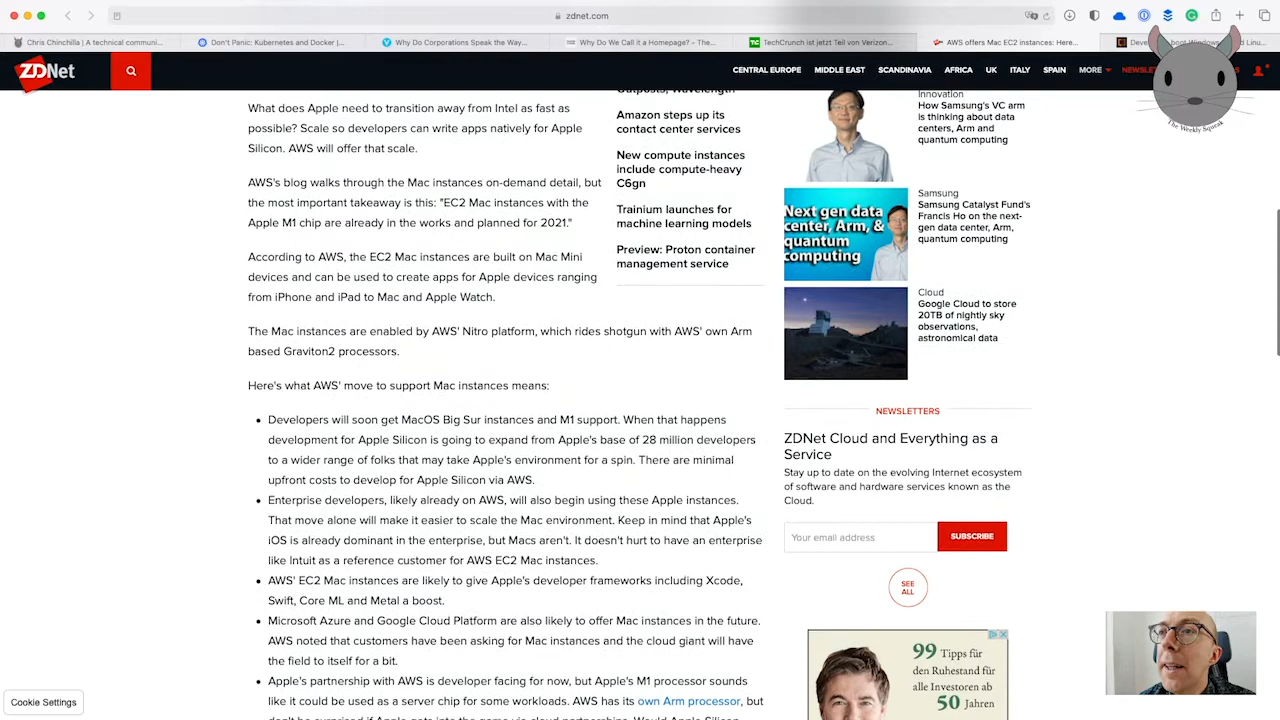 zdnet.com
Chris Chinchilla | A technical communi...
Don't Panic: Kubernetes and Docker |...
Why Do Corporations Speak the Way...
Why Do We Call it a Homepage? – The...
TechCrunch ist jetzt Teil von Verizon...
AWS offers Mac EC2 instances: Here...
ZDNet
CENTRAL EUROPE
MIDDLE EAST
SCANDINAVIA
AFRICA
UK
ITALY
SPAIN
MORE
The Weekly Squeak
What does Apple need to transition away from Intel as fast as
possible? Scale so developers can write apps natively for Apple
Silicon. AWS will offer that scale.
AWS's blog walks through the Mac instances on-demand detail, but
the most important takeaway is this: "EC2 Mac instances with the
Apple M1 chip are already in the works and planned for 2021."
According to AWS, the EC2 Mac instances are built on Mac Mini
devices and can be used to create apps for Apple devices ranging
from iPhone and iPad to Mac and Apple Watch.
The Mac instances are enabled by AWS' Nitro platform, which rides shotgun with AWS' own Arm
based Graviton2 processors.
Here's what AWS' move to support Mac instances means:
• Developers will soon get MacOS Big Sur instances and M1 support. When that happens
development for Apple Silicon is going to expand from Apple's base of 28 million developers
to a wider range of folks that may take Apple's environment for a spin. There are minimal
upfront costs to develop for Apple Silicon via AWS.
• Enterprise developers, likely already on AWS, will also begin using these Apple instances.
That move alone will make it easier to scale the Mac environment. Keep in mind that Apple's
iOS is already dominant in the enterprise, but Macs aren't. It doesn't hurt to have an enterprise
like Intuit as a reference customer for AWS EC2 Mac instances.
• AWS' EC2 Mac instances are likely to give Apple's developer frameworks including Xcode,
Swift, Core ML and Metal a boost.
• Microsoft Azure and Google Cloud Platform are also likely to offer Mac instances in the future.
AWS noted that customers have been asking for Mac instances and the cloud giant will have
the field to itself for a bit.
• Apple's partnership with AWS is developer facing for now, but Apple's M1 processor sounds
like it could be used as a server chip for some workloads. AWS has its own Arm processor, but
Outposts, Wavelength
Amazon steps up its
contact center services
New compute instances
include compute-heavy
C6gn
Trainium launches for
machine learning models
Preview: Proton container
management service
Innovation
How Samsung's VC arm
is thinking about data
centers, Arm and
quantum computing
Next gen data
center, Arm, &
quantum
computing
Samsung
Samsung Catalyst Fund's
Francis Ho on the next-
gen data center, Arm,
quantum computing
Cloud
Google Cloud to store
20TB of nightly sky
observations,
astronomical data
NEWSLETTERS
ZDNet Cloud and Everything as a
Service
Stay up to date on the evolving Internet ecosystem
of software and hardware services known as the
Cloud.
Your email address
SUBSCRIBE
SEE
ALL
99 Tipps für
den Ruhestand für
alle Investoren ab
50 Jahren
Cookie Settings